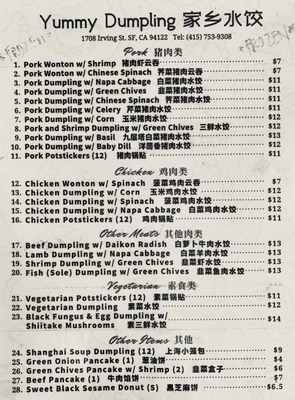 Yummy Dumpling 家乡水饺
1708 Irving St. SF, CA 94122 Tel: (415) 753-9308
Pork 猪肉类
1. Pork Wonton w/ Shrimp 猪肉虾云吞 $7
2. Pork Wonton w/ Chinese Spinach 荠菜猪肉云吞 $7
3. Pork Dumpling w/ Napa Cabbage 白菜猪肉水饺 $11
4. Pork Dumpling w/ Green Chives 韭菜猪肉水饺 $11
5. Pork Dumpling w/ Chinese Spinach 荠菜猪肉水饺 $11
6. Pork Dumpling w/ Celery 芹菜猪肉水饺 $11
7. Pork Dumpling w/ Corn 玉米猪肉水饺 $12
8. Pork and Shrimp Dumpling w/ Green Chives 三鲜水饺 $12
9. Pork Dumpling w/ Basil 九层塔白菜猪肉水饺 $13
10. Pork Dumpling w/ Baby Dill 洋茴香猪肉水饺 $12
11. Pork Potstickers (12) 猪肉锅贴 $11
Chicken 鸡肉类
12. Chicken Wonton w/ Spinach 菠菜鸡肉云吞 $7
13. Chicken Dumpling w/ Corn 玉米鸡肉水饺 $12
14. Chicken Dumpling w/ Spinach 菠菜鸡肉水饺 $12
15. Chicken Dumpling w/ Napa Cabbage 白菜鸡肉水饺 $12
16. Chicken Potstickers (12) 鸡肉锅贴 $11
Other Meats 其他肉类
17. Beef Dumpling w/ Daikon Radish 白萝卜牛肉水饺 $13
18. Lamb Dumpling w/ Napa Cabbage 白菜羊肉水饺 $13
19. Shrimp Dumpling w/ Green Chives 韭菜虾水饺 $13
20. Fish (Sole) Dumpling w/ Green Chives 韭菜鱼肉水饺 $13
Vegetarian 素食类
21. Vegetarian Potstickers (12) 素菜锅贴 $11
22. Vegetarian Dumpling 素菜水饺 $12
23. Black Fungus & Egg Dumpling w/
Shiitake Mushrooms 素三鲜水饺 $14
Other Items 其他
24. Shanghai Soup Dumpling (12) 上海小笼包 $9
25. Green Onion Pancake (1) 葱油饼 $4
26. Green Chives Pancake w/ Shrimp (2) 韭菜盒子 $6
27. Beef Pancake (1) 牛肉馅饼 $7
28. Sweet Black Sesame Donut (5) 黑芝麻饼 $6.5